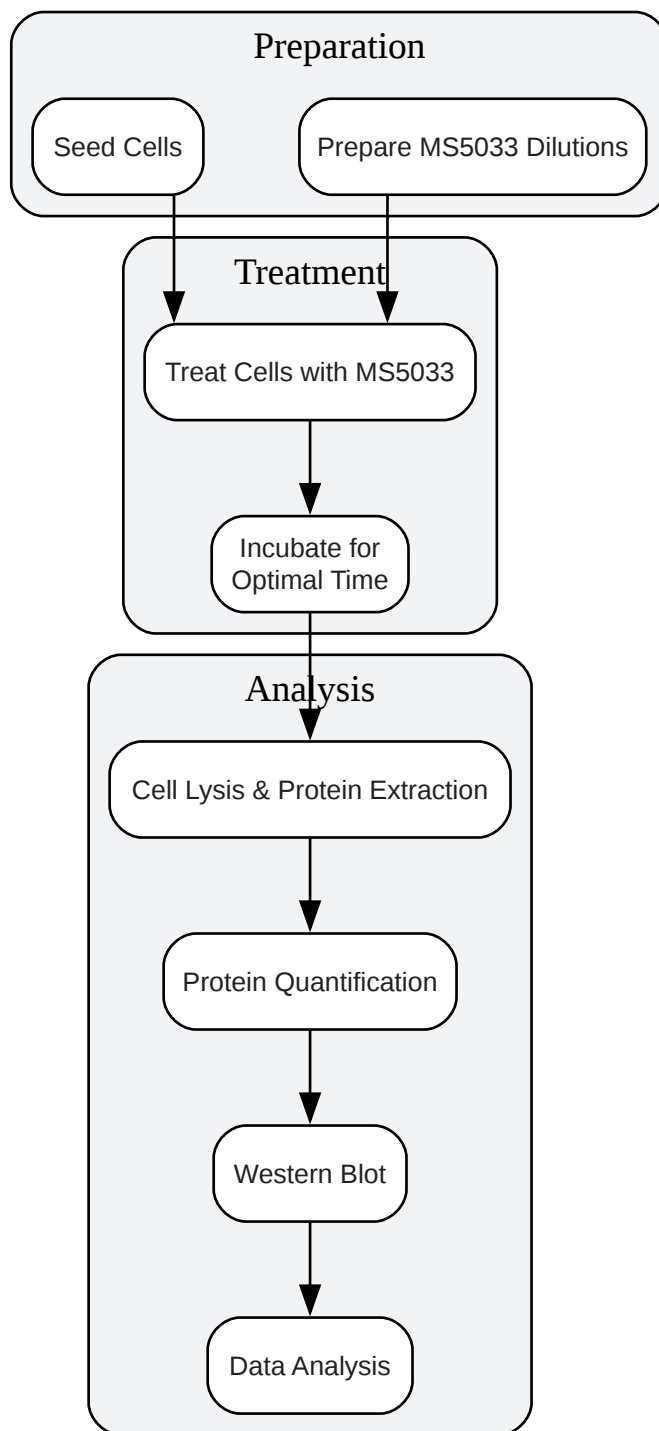 Preparation
Seed Cells
Prepare MS5033 Dilutions
Treatment
Treat Cells with MS5033
Incubate for
Optimal Time
Analysis
Cell Lysis & Protein Extraction
Protein Quantification
Western Blot
Data Analysis